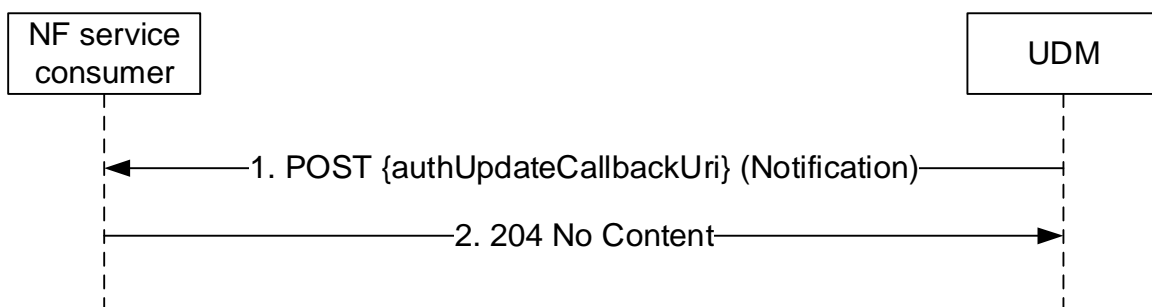 NF service
consumer
UDM
1. POST {authUpdateCallbackUri} (Notification)
2. 204 No Content